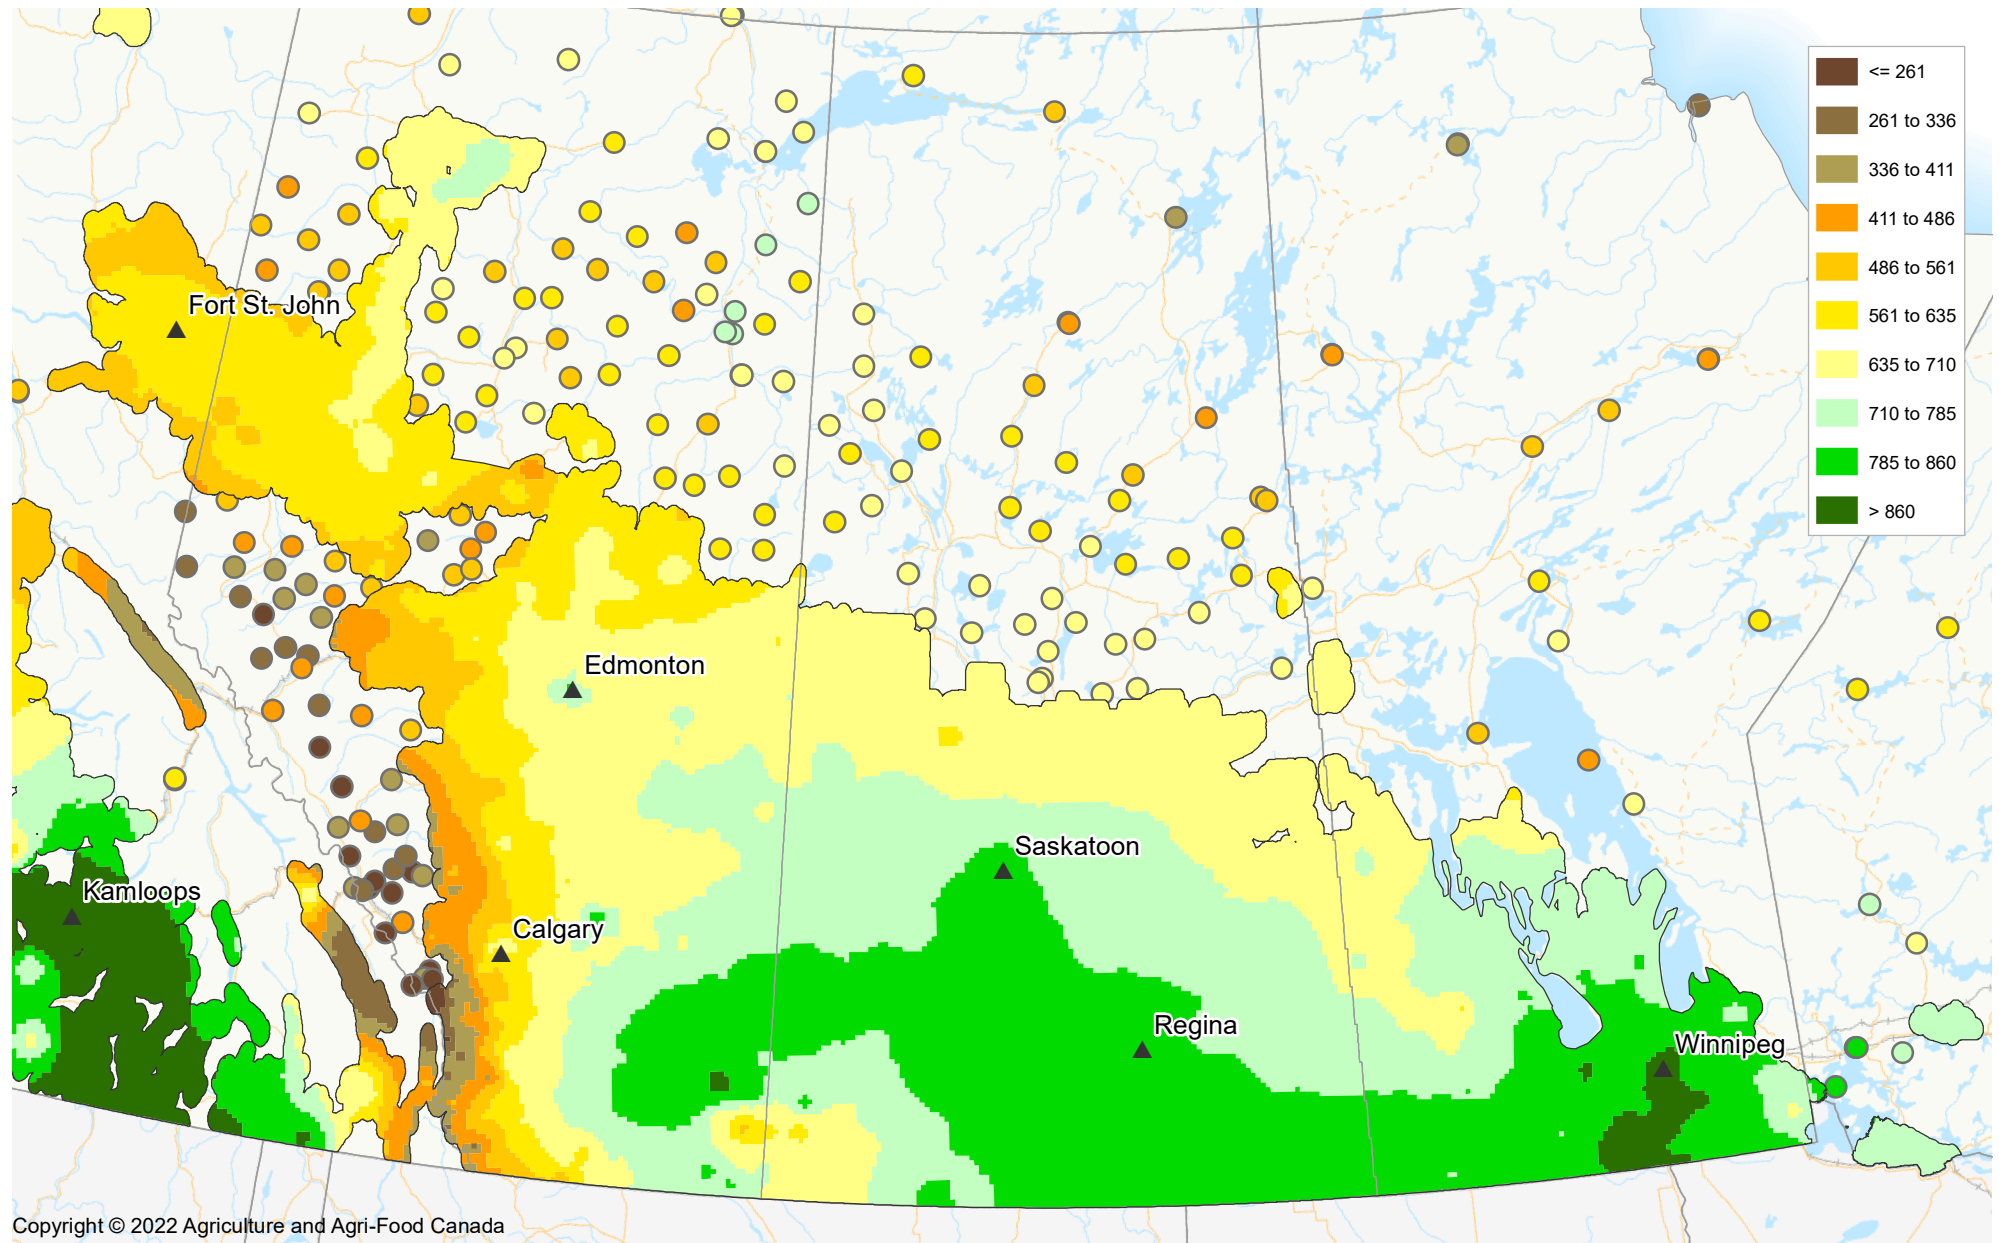 <= 261
261 to 336
336 to 411
411 to 486
486 to 561
561 to 635
635 to 710
710 to 785
785 to 860
> 860
Fort St. John
Edmonton
Saskatoon
Kamloops
Calgary
Regina
Winnipeg
Copyright © 2022 Agriculture and Agri-Food Canada